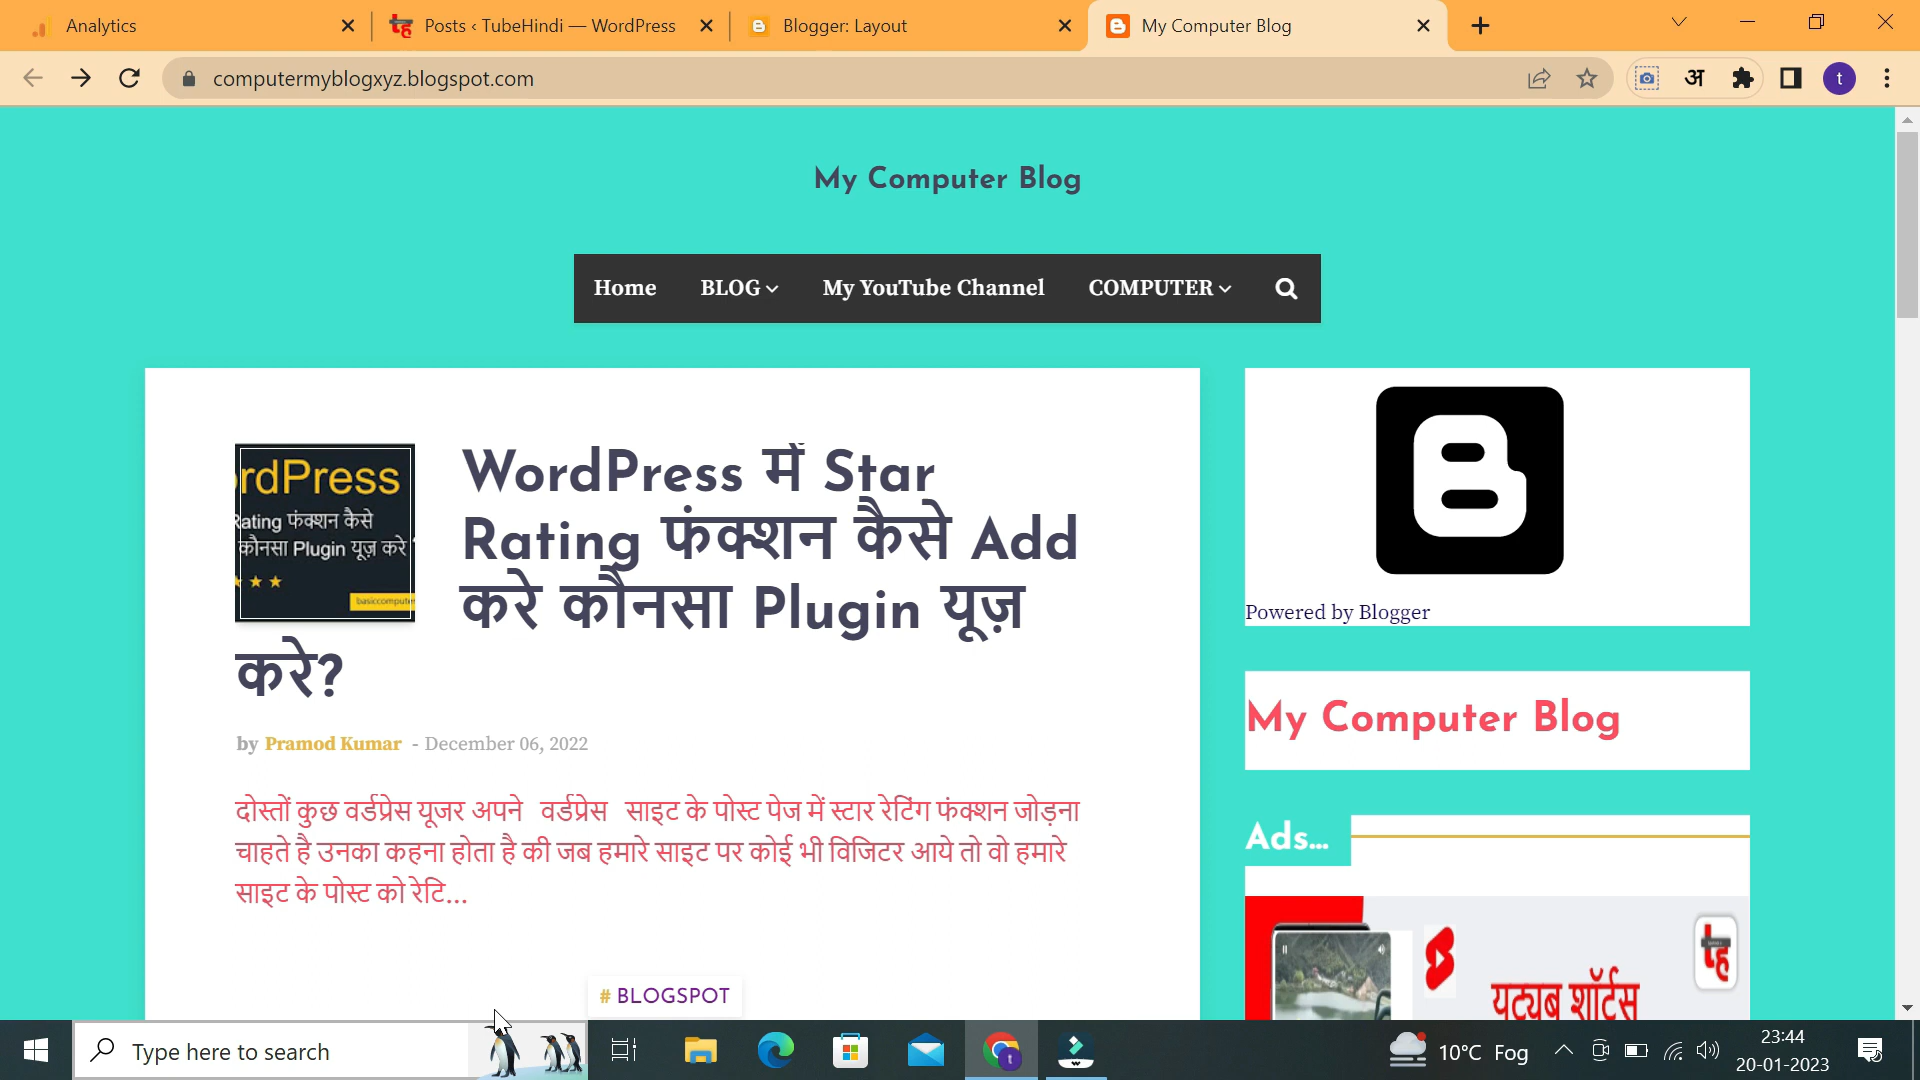 Analytics
Posts ‹ TubeHindi — WordPress
Blogger: Layout
My Computer Blog
computermyblogxyz.blogspot.com
अ
t
My Computer Blog
Home
BLOG
My YouTube Channel
COMPUTER
rdPress
Rating फंक्शन कैसे
कौनसा Plugin यूज़ करे
basiccompute
WordPress में Star
Rating फंक्शन कैसे Add
करे कौनसा Plugin यूज़
करे?
by Pramod Kumar - December 06, 2022
दोस्तों कुछ वर्डप्रेस यूजर अपने वर्डप्रेस साइट के पोस्ट पेज में स्टार रेटिंग फंक्शन जोड़ना
चाहते है उनका कहना होता है की जब हमारे साइट पर कोई भी विजिटर आये तो वो हमारे
साइट के पोस्ट को रेटि...
# BLOGSPOT
Powered by Blogger
My Computer Blog
Ads...
यूट्यूब शॉर्ट्स
Type here to search
t
10°C Fog
23:44
20-01-2023